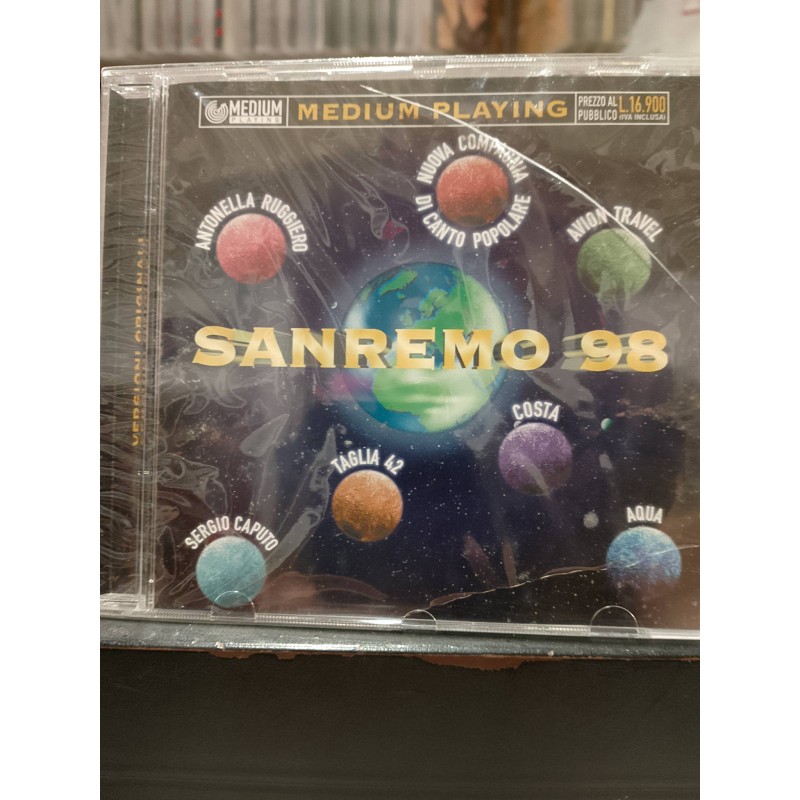 MEDIUM
PLAYING
MEDIUM PLAYING
PREZZO AL
PUBBLICO
L.16.900
(IVA INCLUSA)
NUOVA COMPAGNIA
DI CANTO POPOLARE
ANTONELLA RUGGIERO
AVION TRAVEL
SANREMO 98
COSTA
TAGLIA 42
SERGIO CAPUTO
AQUA
VERSIONI ORIGINALI